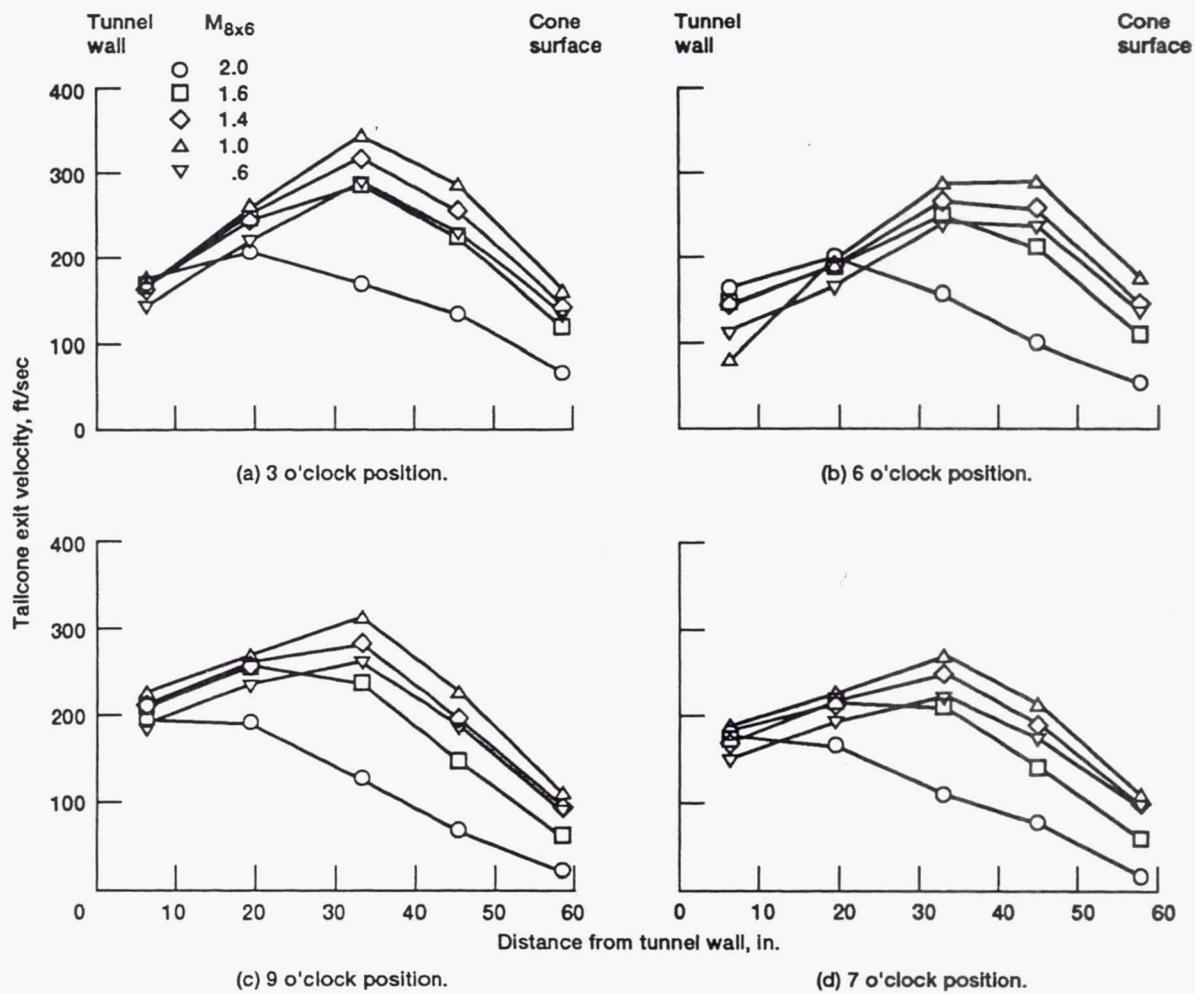 Tunnel wall
M8x6
Cone surface
Tunnel wall
Cone surface
2.0
1.6
1.4
1.0
.6
400
300
200
100
0
(a) 3 o'clock position.
(b) 6 o'clock position.
Tailcone exit velocity, ft/sec
400
300
200
100
0 10 20 30 40 50 60
0 10 20 30 40 50 60
Distance from tunnel wall, in.
(c) 9 o'clock position.
(d) 7 o'clock position.